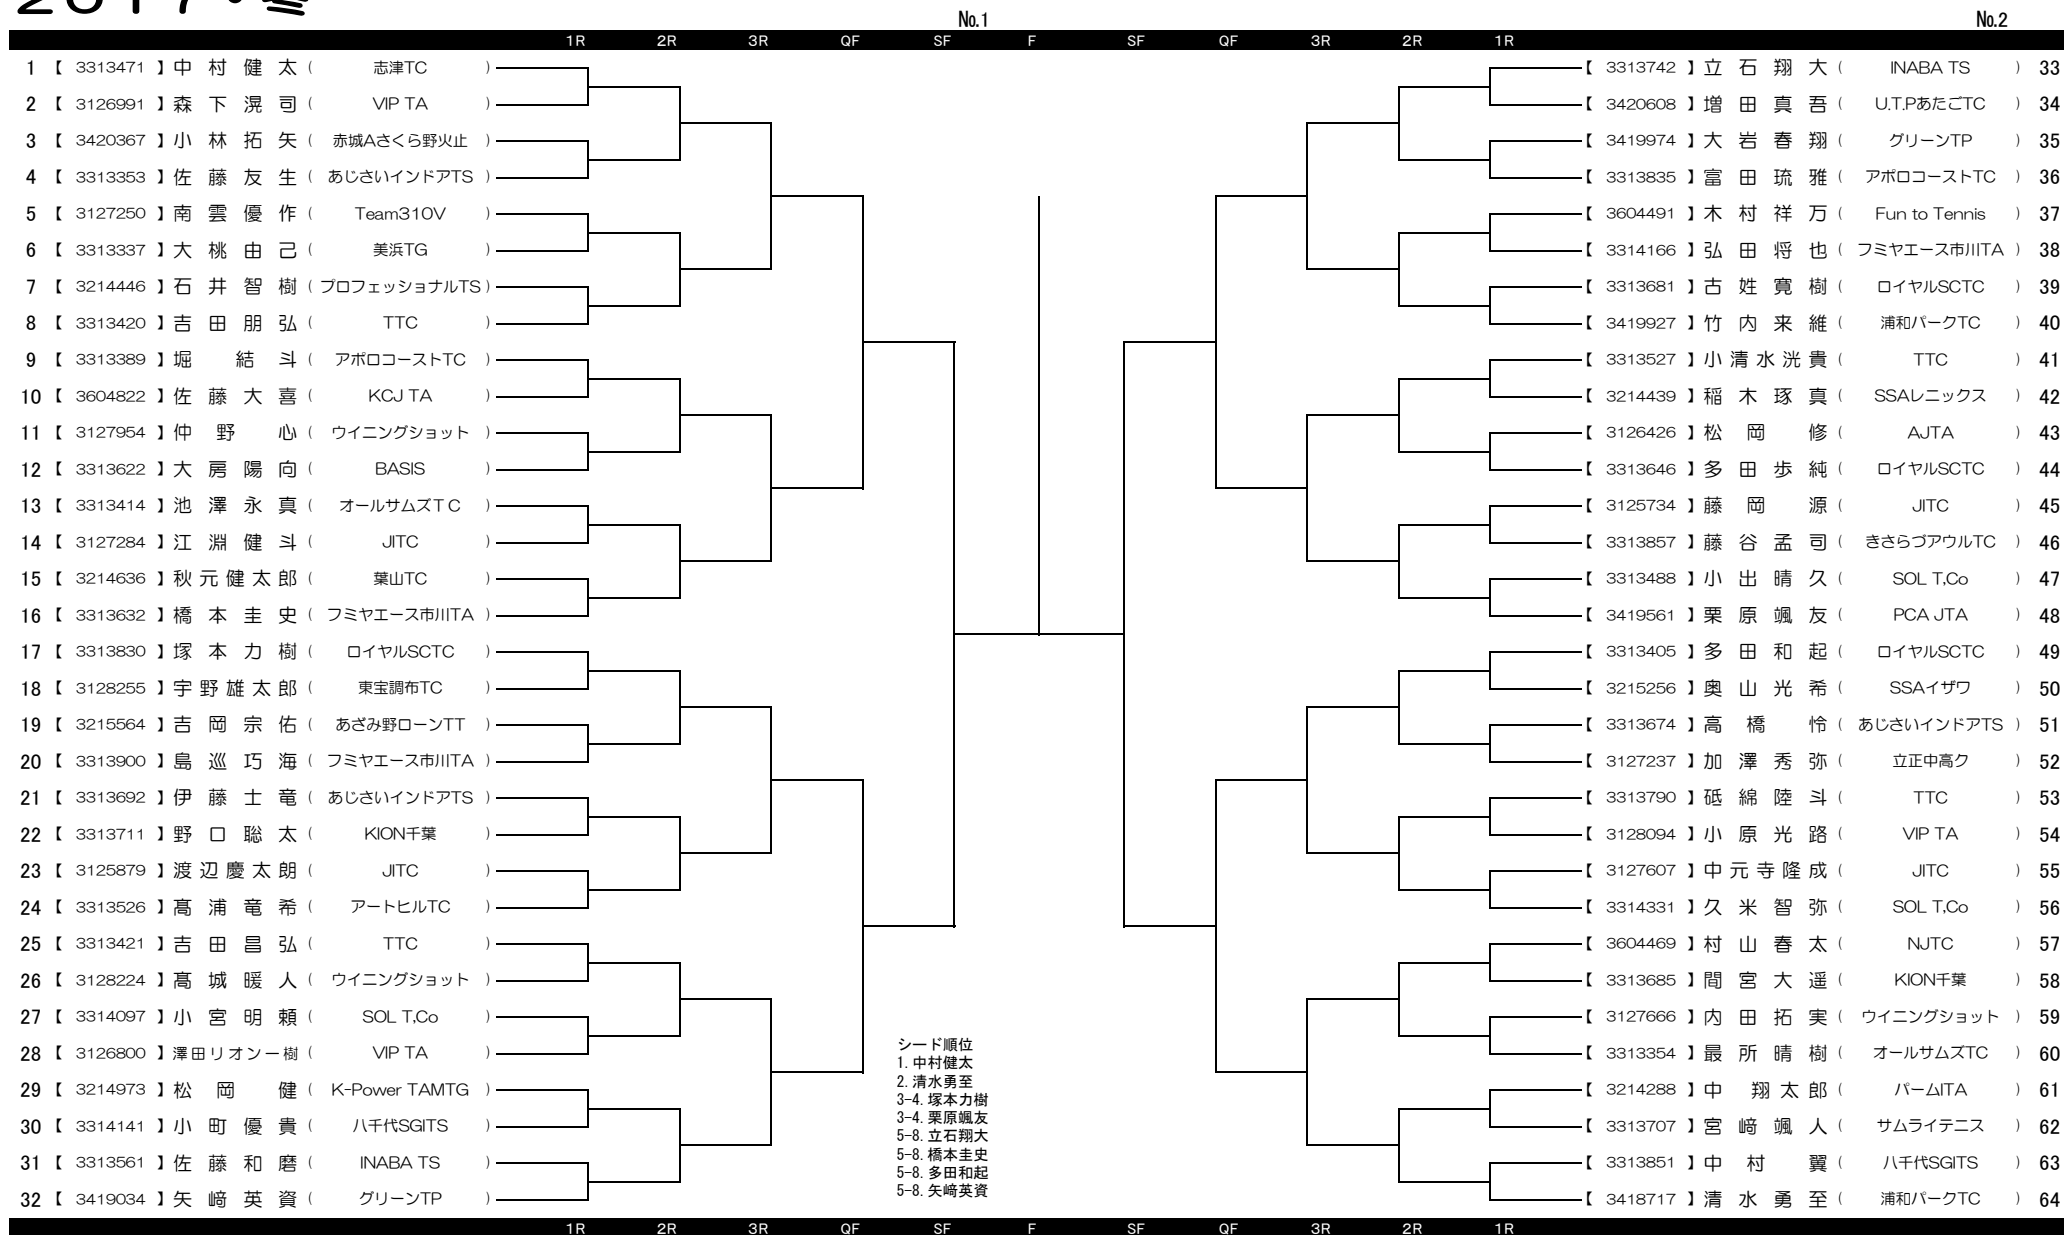 2017・冬
No.1
No.2
1R 2R 3R QF SF F SF QF 3R 2R 1R
1 【 3313471 】 中村健太 ( 志津TC )
2 【 3126991 】 森下滉司 ( VIP TA )
3 【 3420367 】 小林拓矢 ( 赤城Aさくら野火止 )
4 【 3313353 】 佐藤友生 ( あじさいインドアTS )
5 【 3127250 】 南雲優作 ( Team310V )
6 【 3313337 】 大桃由己 ( 美浜TG )
7 【 3214446 】 石井智樹 ( プロフェッショナルTS )
8 【 3313420 】 吉田朋弘 ( TTC )
9 【 3313389 】 堀結斗 ( アポロコーストTC )
10 【 3604822 】 佐藤大喜 ( KCJ TA )
11 【 3127954 】 仲野心 ( ウイニングショット )
12 【 3313622 】 大房陽向 ( BASIS )
13 【 3313414 】 池澤永真 ( オールサムズTC )
14 【 3127284 】 江淵健斗 ( JITC )
15 【 3214636 】 秋元健太郎 ( 葉山TC )
16 【 3313632 】 橋本圭史 ( フミヤエース市川ITA )
17 【 3313830 】 塚本力樹 ( ロイヤルSCTC )
18 【 3128255 】 宇野雄太郎 ( 東宝調布TC )
19 【 3215564 】 吉岡宗佑 ( あざみ野ローンTT )
20 【 3313900 】 島巡巧海 ( フミヤエース市川ITA )
21 【 3313692 】 伊藤士竜 ( あじさいインドアTS )
22 【 3313711 】 野口聡太 ( KION千葉 )
23 【 3125879 】 渡辺慶太朗 ( JITC )
24 【 3313526 】 髙浦竜希 ( アートヒルTC )
25 【 3313421 】 吉田昌弘 ( TTC )
26 【 3128224 】 髙城暖人 ( ウイニングショット )
27 【 3314097 】 小宮明頼 ( SOL T,Co )
28 【 3126800 】 澤田リオン一樹 ( VIP TA )
29 【 3214973 】 松岡健 ( K-Power TAMTG )
30 【 3314141 】 小町優貴 ( 八千代SGITS )
31 【 3313561 】 佐藤和磨 ( INABA TS )
32 【 3419034 】 矢﨑英資 ( グリーンTP )
【 3313742 】 立石翔大 ( INABA TS ) 33
【 3420608 】 増田真吾 ( U.T.PあたごTC ) 34
【 3419974 】 大岩春翔 ( グリーンTP ) 35
【 3313835 】 富田琉雅 ( アポロコーストTC ) 36
【 3604491 】 木村祥万 ( Fun to Tennis ) 37
【 3314166 】 弘田将也 ( フミヤエース市川ITA ) 38
【 3313681 】 古姓寛樹 ( ロイヤルSCTC ) 39
【 3419927 】 竹内来維 ( 浦和パークTC ) 40
【 3313527 】 小清水洸貴 ( TTC ) 41
【 3214439 】 稲木琢真 ( SSAレニックス ) 42
【 3126426 】 松岡修 ( AJTA ) 43
【 3313646 】 多田歩純 ( ロイヤルSCTC ) 44
【 3125734 】 藤岡源 ( JITC ) 45
【 3313857 】 藤谷孟司 ( きさらづアウルTC ) 46
【 3313488 】 小出晴久 ( SOL T,Co ) 47
【 3419561 】 栗原颯友 ( PCA JTA ) 48
【 3313405 】 多田和起 ( ロイヤルSCTC ) 49
【 3215256 】 奥山光希 ( SSAイザワ ) 50
【 3313674 】 高橋怜 ( あじさいインドアTS ) 51
【 3127237 】 加澤秀弥 ( 立正中高ク ) 52
【 3313790 】 砥綿陸斗 ( TTC ) 53
【 3128094 】 小原光路 ( VIP TA ) 54
【 3127607 】 中元寺隆成 ( JITC ) 55
【 3314331 】 久米智弥 ( SOL T,Co ) 56
【 3604469 】 村山春太 ( NJTC ) 57
【 3313685 】 間宮大遥 ( KION千葉 ) 58
【 3127666 】 内田拓実 ( ウイニングショット ) 59
【 3313354 】 最所晴樹 ( オールサムズTC ) 60
【 3214288 】 中翔太郎 ( パームITA ) 61
【 3313707 】 宮﨑颯人 ( サムライテニス ) 62
【 3313851 】 中村翼 ( 八千代SGITS ) 63
【 3418717 】 清水勇至 ( 浦和パークTC ) 64
シード順位
1. 中村健太
2. 清水勇至
3-4. 塚本力樹
3-4. 栗原颯友
5-8. 立石翔大
5-8. 橋本圭史
5-8. 多田和起
5-8. 矢﨑英資
1R 2R 3R QF SF F SF QF 3R 2R 1R